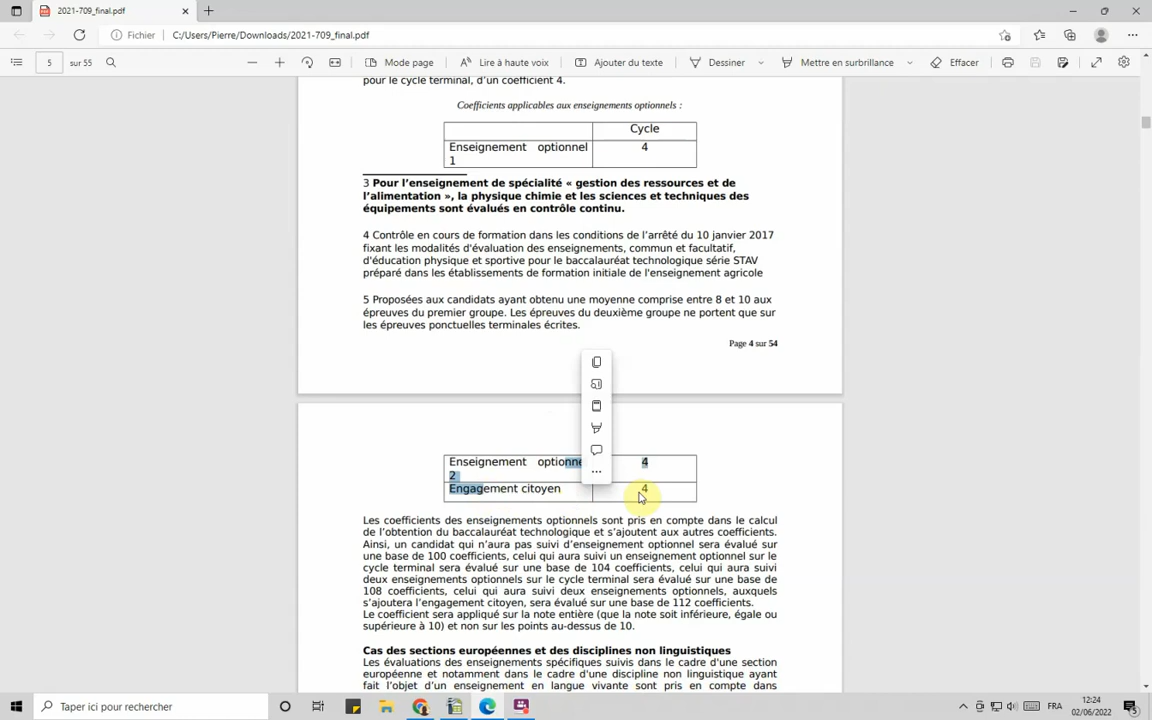 2021-709_final.pdf
Fichier
C:/Users/Pierre/Downloads/2021-709_final.pdf
5 sur 55
Mode page
Lire à haute voix
Ajouter du texte
Dessiner
Mettre en surbrillance
Effacer
pour le cycle terminal, d'un coefficient 4.
Coefficients applicables aux enseignements optionnels :
Cycle
Enseignement optionnel 4
1
3 Pour l'enseignement de spécialité « gestion des ressources et de
l'alimentation », la physique chimie et les sciences et techniques des
équipements sont évalués en contrôle continu.
4 Contrôle en cours de formation dans les conditions de l'arrêté du 10 janvier 2017
fixant les modalités d'évaluation des enseignements, commun et facultatif,
d'éducation physique et sportive pour le baccalauréat technologique série STAV
préparé dans les établissements de formation initiale de l'enseignement agricole
5 Proposées aux candidats ayant obtenu une moyenne comprise entre 8 et 10 aux
épreuves du premier groupe. Les épreuves du deuxième groupe ne portent que sur
les épreuves ponctuelles terminales écrites.
Page 4 sur 54
Enseignement optionne 4
2
Engagement citoyen 4
Les coefficients des enseignements optionnels sont pris en compte dans le calcul
de l'obtention du baccalauréat technologique et s'ajoutent aux autres coefficients.
Ainsi, un candidat qui n'aura pas suivi d'enseignement optionnel sera évalué sur
une base de 100 coefficients, celui qui aura suivi un enseignement optionnel sur le
cycle terminal sera évalué sur une base de 104 coefficients, celui qui aura suivi
deux enseignements optionnels sur le cycle terminal sera évalué sur une base de
108 coefficients, celui qui aura suivi deux enseignements optionnels, auxquels
s'ajoutera l'engagement citoyen, sera évalué sur une base de 112 coefficients.
Le coefficient sera appliqué sur la note entière (que la note soit inférieure, égale ou
supérieure à 10) et non sur les points au-dessus de 10.
Cas des sections européennes et des disciplines non linguistiques
Les évaluations des enseignements spécifiques suivis dans le cadre d'une section
européenne et notamment dans le cadre d'une discipline non linguistique ayant
fait l'objet d'un enseignement en langue vivante sont pris en compte dans
Taper ici pour rechercher
FRA
12:24
02/06/2022
5